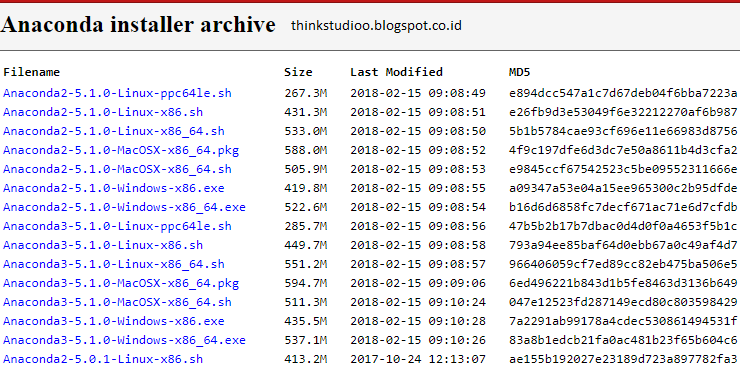 Anaconda installer archive thinkstudioo.blogspot.co.id
Filename Size Last Modified MD5
Anaconda2-5.1.0-Linux-ppc64le.sh 267.3M 2018-02-15 09:08:49 e894dcc547a1c7d67deb04f6bba7223a
Anaconda2-5.1.0-Linux-x86.sh 431.3M 2018-02-15 09:08:51 e26fb9d3e53049f6e32212270af6b987
Anaconda2-5.1.0-Linux-x86_64.sh 533.0M 2018-02-15 09:08:50 5b1b5784cae93cf696e11e66983d8756
Anaconda2-5.1.0-MacOSX-x86_64.pkg 588.0M 2018-02-15 09:08:52 4f9c197dfe6d3dc7e50a8611b4d3cfa2
Anaconda2-5.1.0-MacOSX-x86_64.sh 505.9M 2018-02-15 09:08:53 e9845ccf67542523c5be09552311666e
Anaconda2-5.1.0-Windows-x86.exe 419.8M 2018-02-15 09:08:55 a09347a53e04a15ee965300c2b95dfde
Anaconda2-5.1.0-Windows-x86_64.exe 522.6M 2018-02-15 09:08:54 b16d6d6858fc7decf671ac71e6d7cfdb
Anaconda3-5.1.0-Linux-ppc64le.sh 285.7M 2018-02-15 09:08:56 47b5b2b17b7dbac0d4d0f0a4653f5b1c
Anaconda3-5.1.0-Linux-x86.sh 449.7M 2018-02-15 09:08:58 793a94ee85baf64d0ebb67a0c49af4d7
Anaconda3-5.1.0-Linux-x86_64.sh 551.2M 2018-02-15 09:08:57 966406059cf7ed89cc82eb475ba506e5
Anaconda3-5.1.0-MacOSX-x86_64.pkg 594.7M 2018-02-15 09:09:06 6ed496221b843d1b5fe8463d3136b649
Anaconda3-5.1.0-MacOSX-x86_64.sh 511.3M 2018-02-15 09:10:24 047e12523fd287149ecd80c803598429
Anaconda3-5.1.0-Windows-x86.exe 435.5M 2018-02-15 09:10:28 7a2291ab99178a4cdec530861494531f
Anaconda3-5.1.0-Windows-x86_64.exe 537.1M 2018-02-15 09:10:26 83a8b1edcb21fa0ac481b23f65b604c6
Anaconda2-5.0.1-Linux-x86.sh 413.2M 2017-10-24 12:13:07 ae155b192027e23189d723a897782fa3